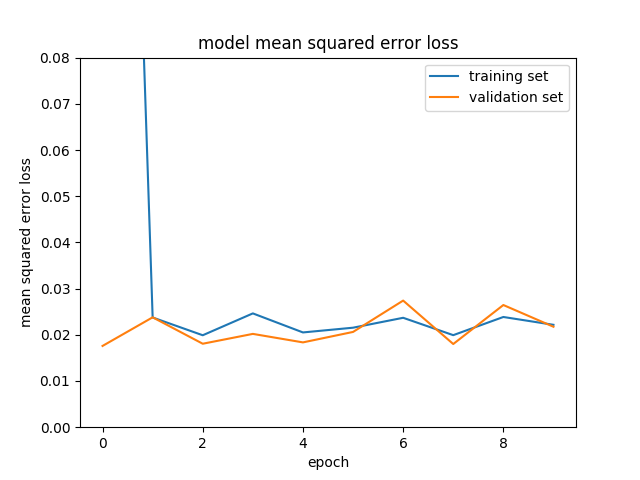 model mean squared error loss
training set
validation set
0.08
0.07
0.06
0.05
0.04
0.03
0.02
0.01
0.00
mean squared error loss
0 2 4 6 8
epoch